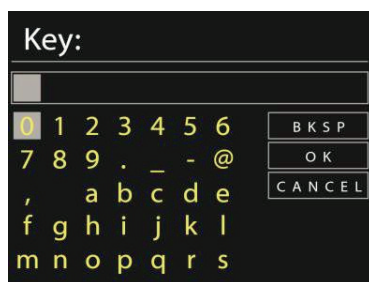 Key:
0 1 2 3 4 5 6 BKSP
7 8 9 . _ - @ OK
, a b c d e CANCEL
f g h i j k l
m n o p q r s